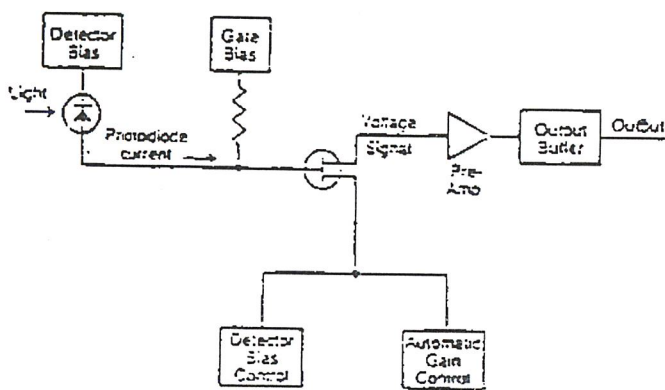 Detector
Bias
Gate
Bias
Light
Photodiode
current
Voltage
Signal
Pre-
Amp
Output
Buffer
Output
Detector
Bias
Control
Automatic
Gain
Control